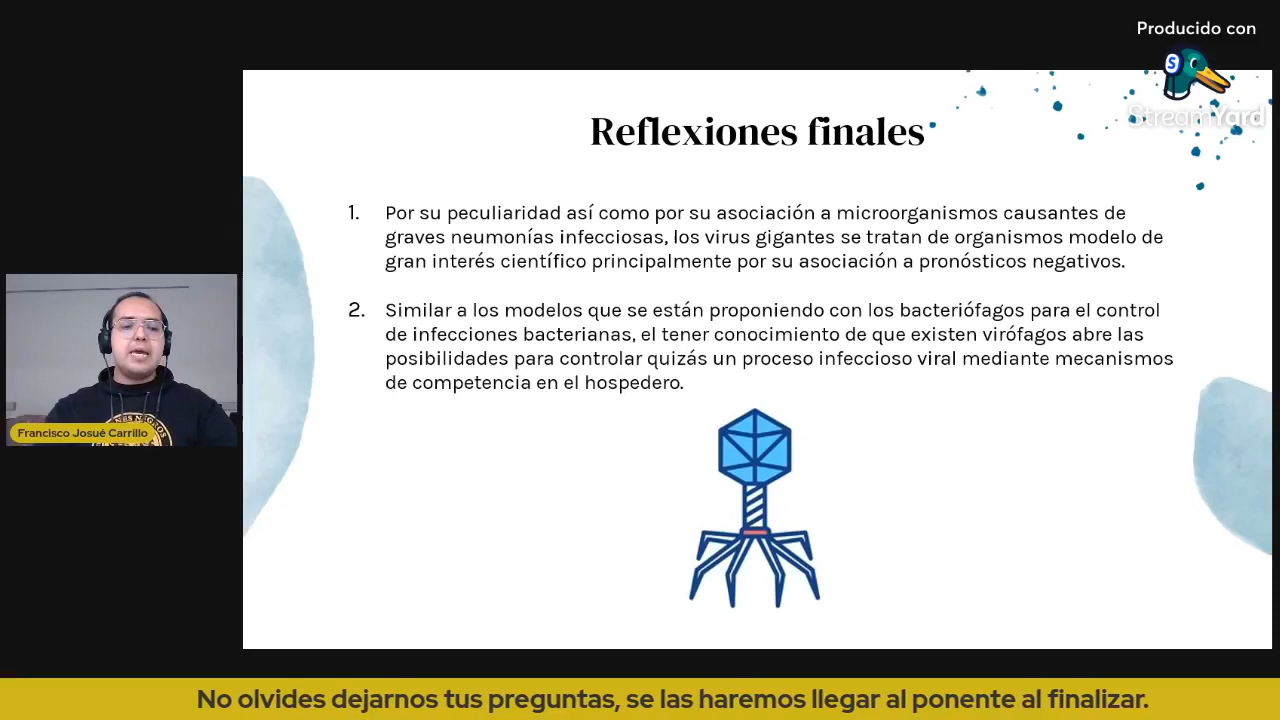 Producido con
StreamYard
Reflexiones finales
1. Por su peculiaridad así como por su asociación a microorganismos causantes de
graves neumonías infecciosas, los virus gigantes se tratan de organismos modelo de
gran interés científico principalmente por su asociación a pronósticos negativos.
2. Similar a los modelos que se están proponiendo con los bacteriófagos para el control
de infecciones bacterianas, el tener conocimiento de que existen virófagos abre las
posibilidades para controlar quizás un proceso infeccioso viral mediante mecanismos
de competencia en el hospedero.
Francisco Josué Carrillo
No olvides dejarnos tus preguntas, se las haremos llegar al ponente al finalizar.